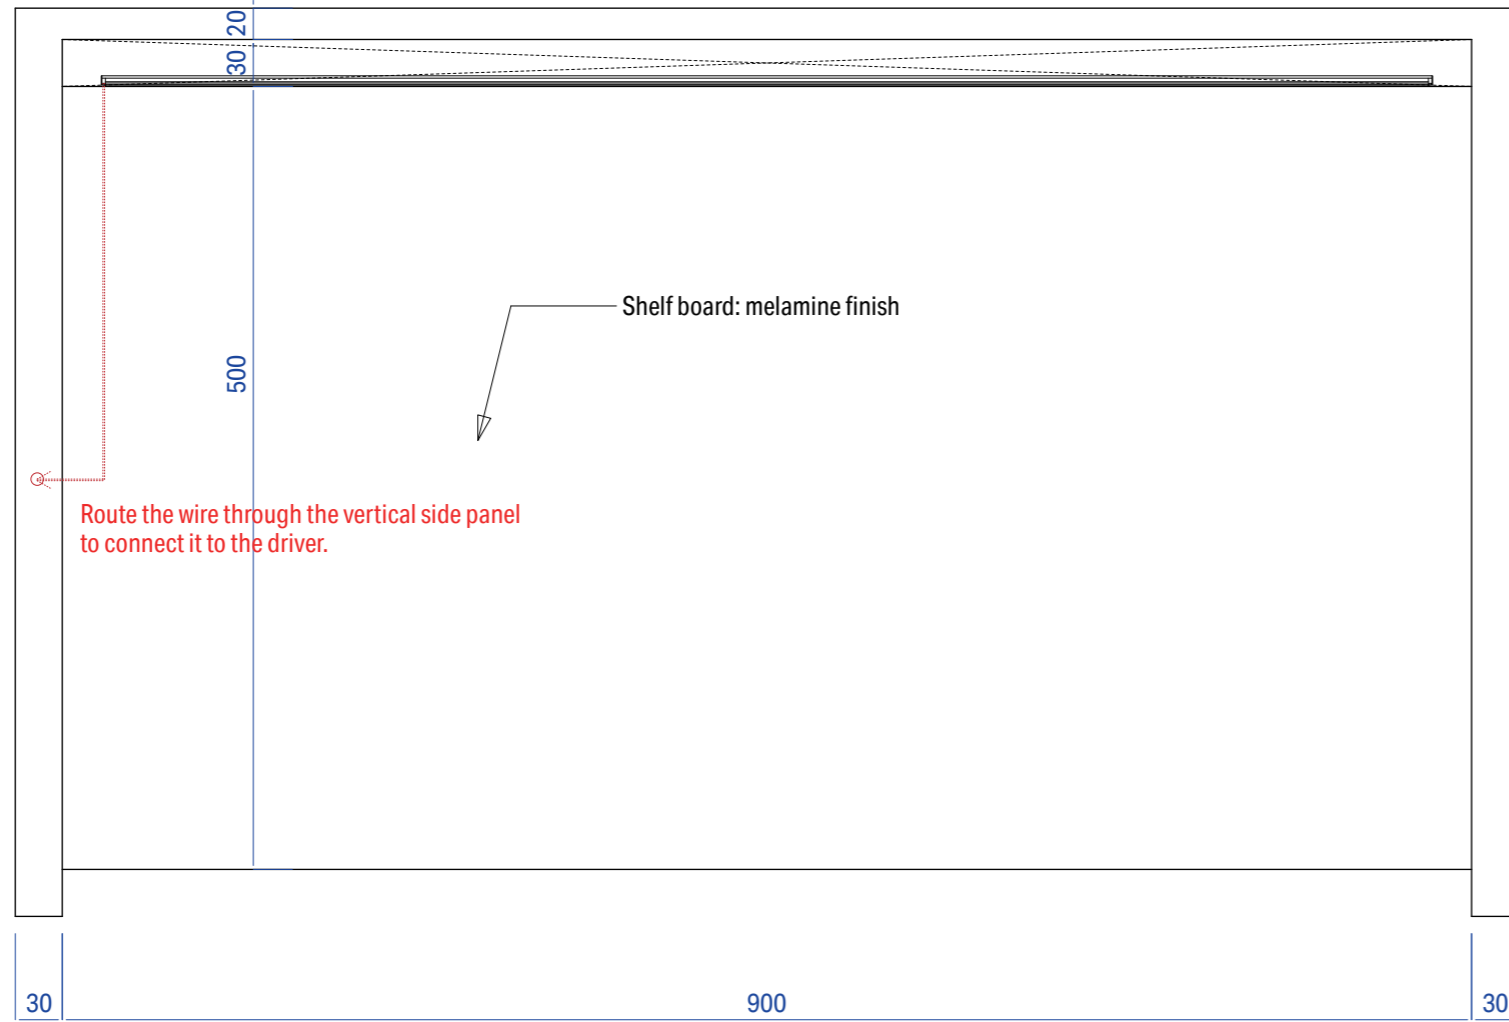 20
30
Shelf board: melamine finish
500
Route the wire through the vertical side panel
to connect it to the driver.
30
900
30